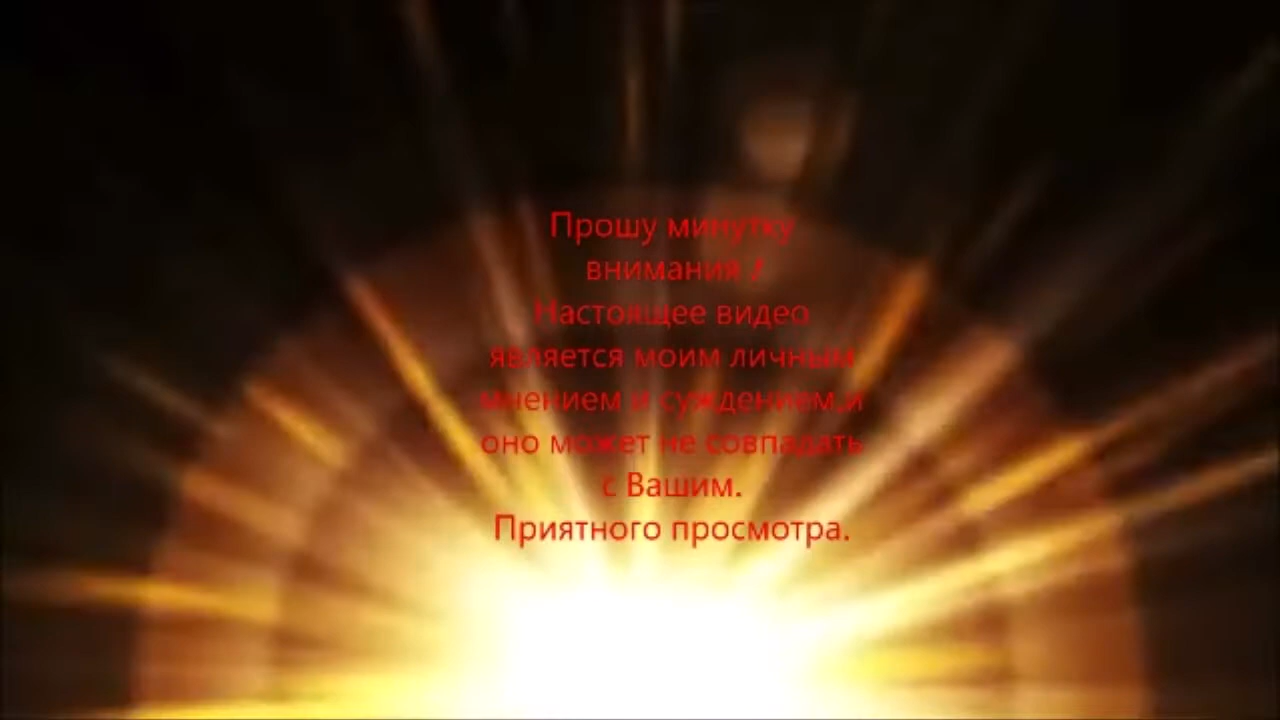 Прошу минутку
внимания !
Настоящее видео
является моим личным
мнением и суждением,и
оно может не совпадать
с Вашим.
Приятного просмотра.